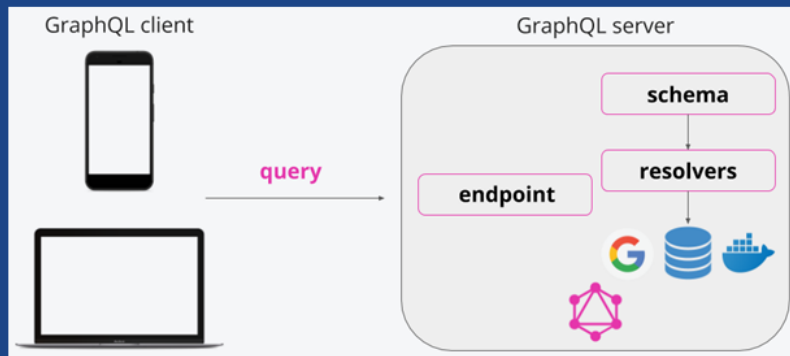 GraphQL client
GraphQL server
schema
query
resolvers
endpoint